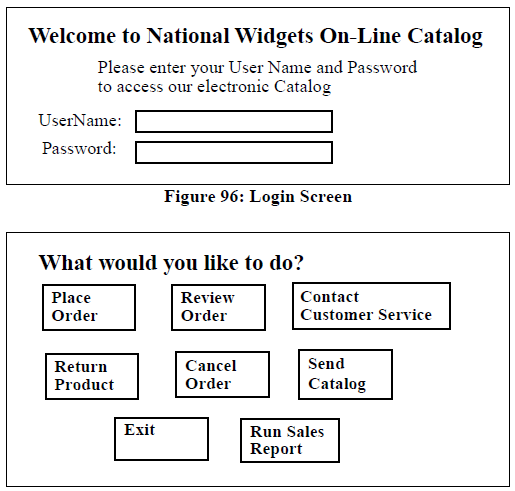 Welcome to National Widgets On-Line Catalog
Please enter your User Name and Password
to access our electronic Catalog
UserName:
Password:
Figure 96: Login Screen
What would you like to do?
Place
Order
Review
Order
Contact
Customer Service
Return
Product
Cancel
Order
Send
Catalog
Exit
Run Sales
Report